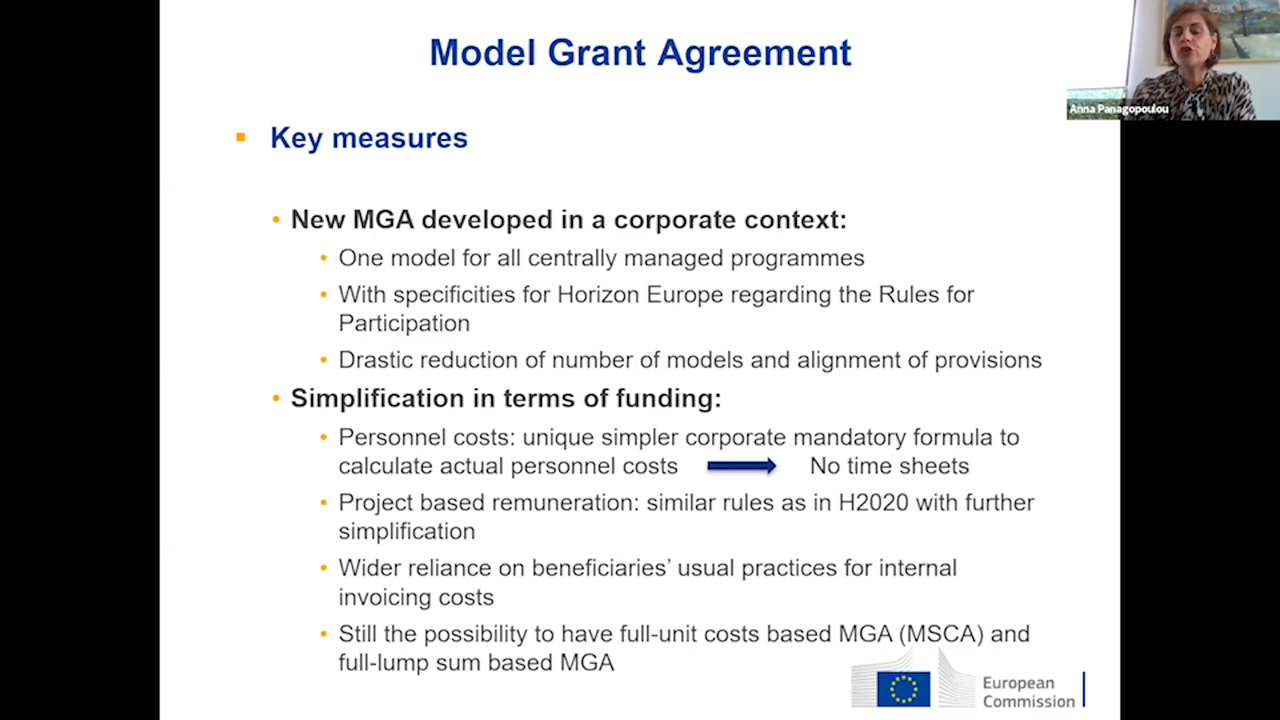 Model Grant Agreement
Anna Panagopoulou
Key measures
New MGA developed in a corporate context:
One model for all centrally managed programmes
With specificities for Horizon Europe regarding the Rules for
Participation
Drastic reduction of number of models and alignment of provisions
Simplification in terms of funding:
Personnel costs: unique simpler corporate mandatory formula to
calculate actual personnel costs No time sheets
Project based remuneration: similar rules as in H2020 with further
simplification
Wider reliance on beneficiaries’ usual practices for internal
invoicing costs
Still the possibility to have full-unit costs based MGA (MSCA) and
full-lump sum based MGA
European
Commission